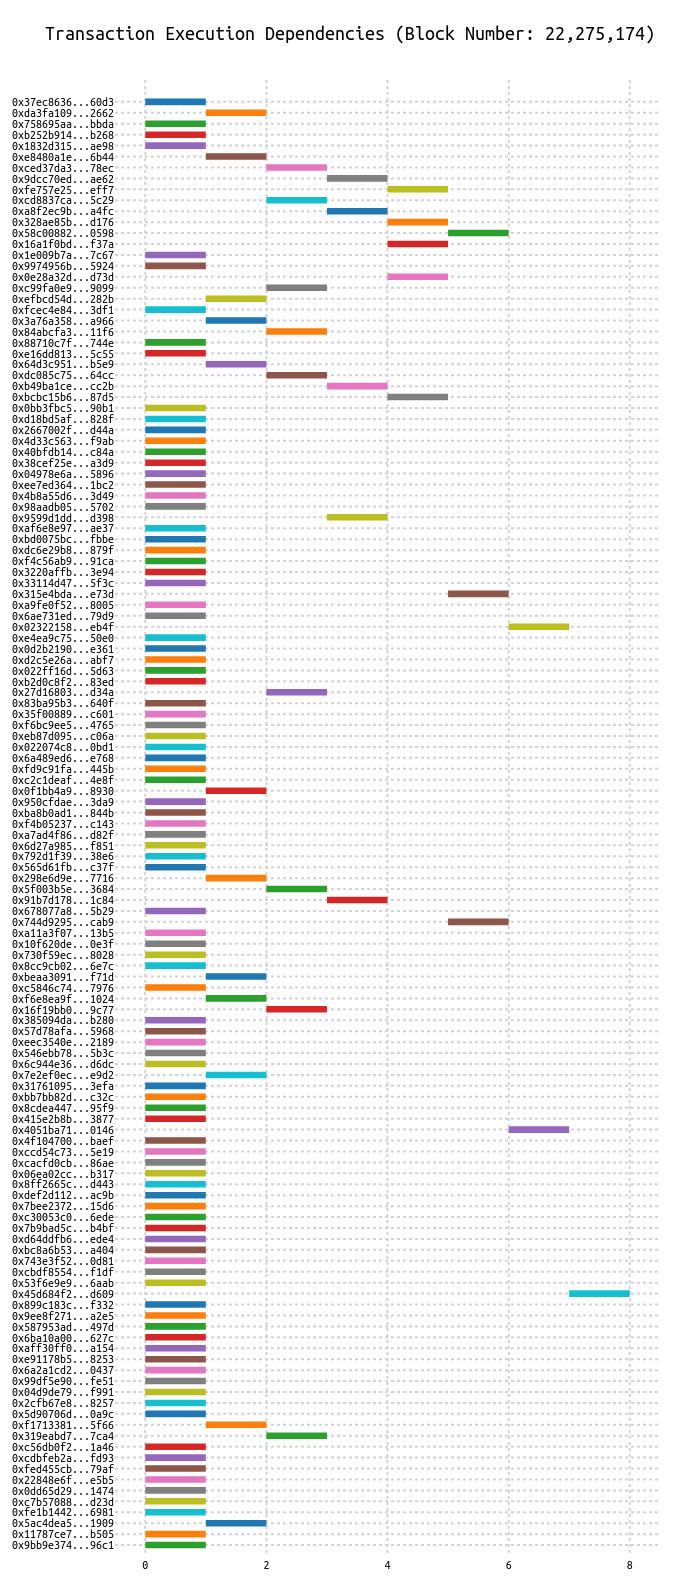 Transaction Execution Dependencies (Block Number: 22,275,174)
0x37ec8636...60d3
0xda3fa109...2662
0x758695aa...bbda
0xb252b914...b268
0x1832d315...ae98
0xe8480a1e...6b44
0xced37da3...78ec
0x9dcc70ed...ae62
0xfe757e25...eff7
0xcd8837ca...5c29
0xa8f2ec9b...a4fc
0x328ae85b...d176
0x58c00882...0598
0x16a1f0bd...f37a
0x1e009b7a...7c67
0x9974956b...5924
0x0e28a32d...d73d
0xc99fa0e9...9099
0xefbcd54d...282b
0xfcec4e84...3df1
0x3a76a358...a966
0x84abcfa3...11f6
0x88710c7f...744e
0xe16dd813...5c55
0x64d3c951...b5e9
0xdc085c75...64cc
0xb49ba1ce...cc2b
0xbcbc15b6...87d5
0x0bb3fbc5...90b1
0xd18bd5af...828f
0x2667002f...d44a
0x4d33c563...f9ab
0x40bfdb14...c84a
0x38cef25e...a3d9
0x04978e6a...5896
0xee7ed364...1bc2
0x4b8a55d6...3d49
0x98aadb05...5702
0x9599d1dd...d398
0xaf6e8e97...ae37
0xbd0075bc...fbbe
0xdc6e29b8...879f
0xf4c56ab9...91ca
0x3220affb...3e94
0x33114d47...5f3c
0x315e4bda...e73d
0xa9fe0f52...8005
0x6ae731ed...79d9
0x02322158...eb4f
0xe4ea9c75...50e0
0x0d2b2190...e361
0xd2c5e26a...abf7
0x022ff16d...5d63
0xb2d0c8f2...83ed
0x27d16803...d34a
0x83ba95b3...640f
0x35f00889...c601
0xf6bc9ee5...4765
0xeb87d095...c06a
0x022074c8...0bd1
0x6a489ed6...e768
0xfd9c91fa...445b
0xc2c1deaf...4e8f
0x0f1bb4a9...8930
0x950cfdae...3da9
0xba8b0ad1...844b
0xf4b05237...c143
0xa7ad4f86...d82f
0x6d27a985...f851
0x792d1f39...38e6
0x565d61fb...c37f
0x298e6d9e...7716
0x5f003b5e...3684
0x91b7d178...1c84
0x678077a8...5b29
0x744d9295...cab9
0xa11a3f07...13b5
0x10f620de...0e3f
0x730f59ec...8028
0x8cc9cb02...6e7c
0xbeaa3091...f71d
0xc5846c74...7976
0xf6e8ea9f...1024
0x16f19bb0...9c77
0x385094da...b280
0x57d78afa...5968
0xeec3540e...2189
0x546ebb78...5b3c
0x6c944e36...d6dc
0x7e2ef0ec...e9d2
0x31761095...3efa
0xbb7bb82d...c32c
0x8cdea447...95f9
0x415e2b8b...3877
0x4051ba71...0146
0x4f104700...baef
0xccd54c73...5e19
0xcacfd0cb...86ae
0x06ea02cc...b317
0x8ff2665c...d443
0xdef2d112...ac9b
0x7bee2372...15d6
0xc30053c0...6ede
0x7b9bad5c...b4bf
0xd64ddfb6...ede4
0xbc8a6b53...a404
0x743e3f52...0d81
0xcbdf8554...f1df
0x53f6e9e9...6aab
0x45d684f2...d609
0x899c183c...f332
0x9ee8f271...a2e5
0x587953ad...497d
0x6ba10a00...627c
0xaff30ff0...a154
0xe91178b5...8253
0x6a2a1cd2...0437
0x99df5e90...fe51
0x04d9de79...f991
0x2cfb67e8...8257
0x5d90706d...0a9c
0xf1713381...5f66
0x319eabd7...7ca4
0xc56db0f2...1a46
0xcdbfeb2a...fd93
0xfed455cb...79af
0x22848e6f...e5b5
0x0dd65d29...1474
0xc7b57088...d23d
0xfe1b1442...6981
0x5ac4dea5...1909
0x11787ce7...b505
0x9bb9e374...96c1
0 2 4 6 8